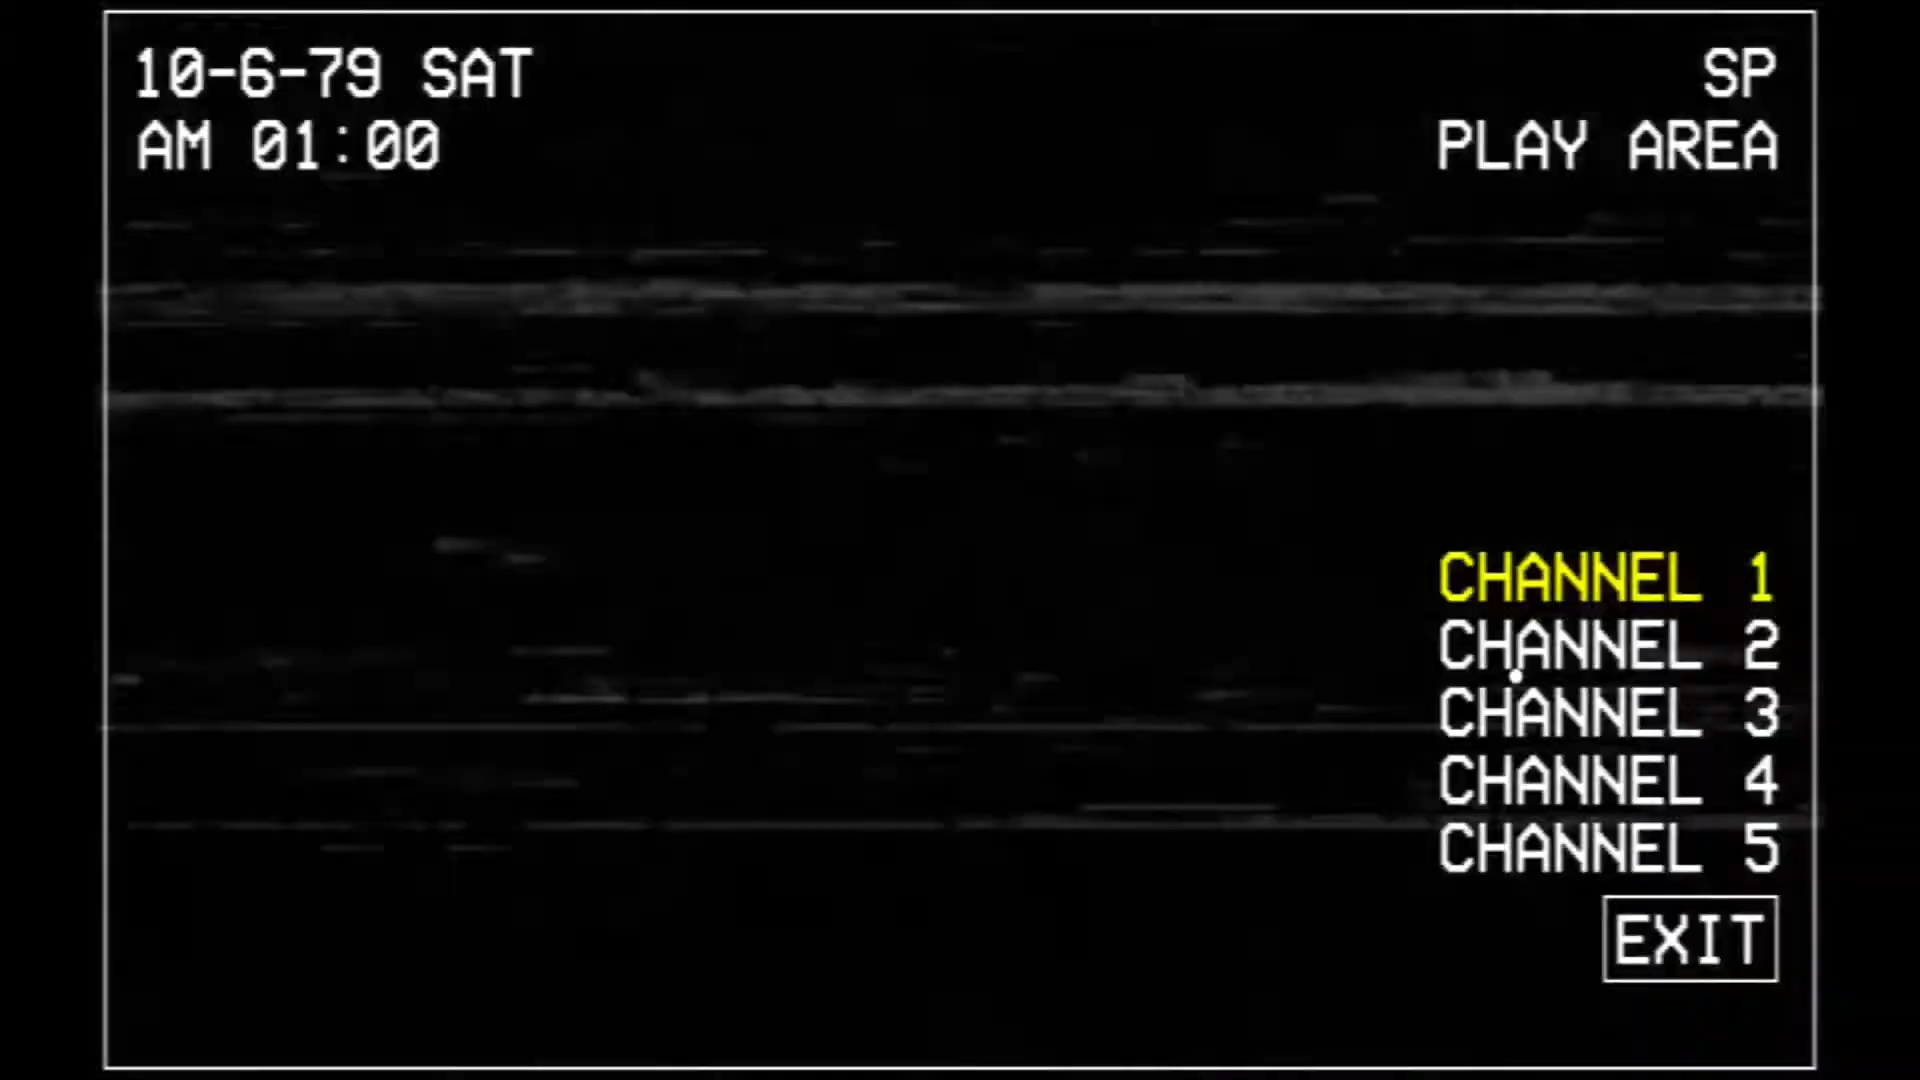 10-6-79 SAT
AM 01:00
SP
PLAY AREA
CHANNEL 1
CHANNEL 2
CHANNEL 3
CHANNEL 4
CHANNEL 5
EXIT